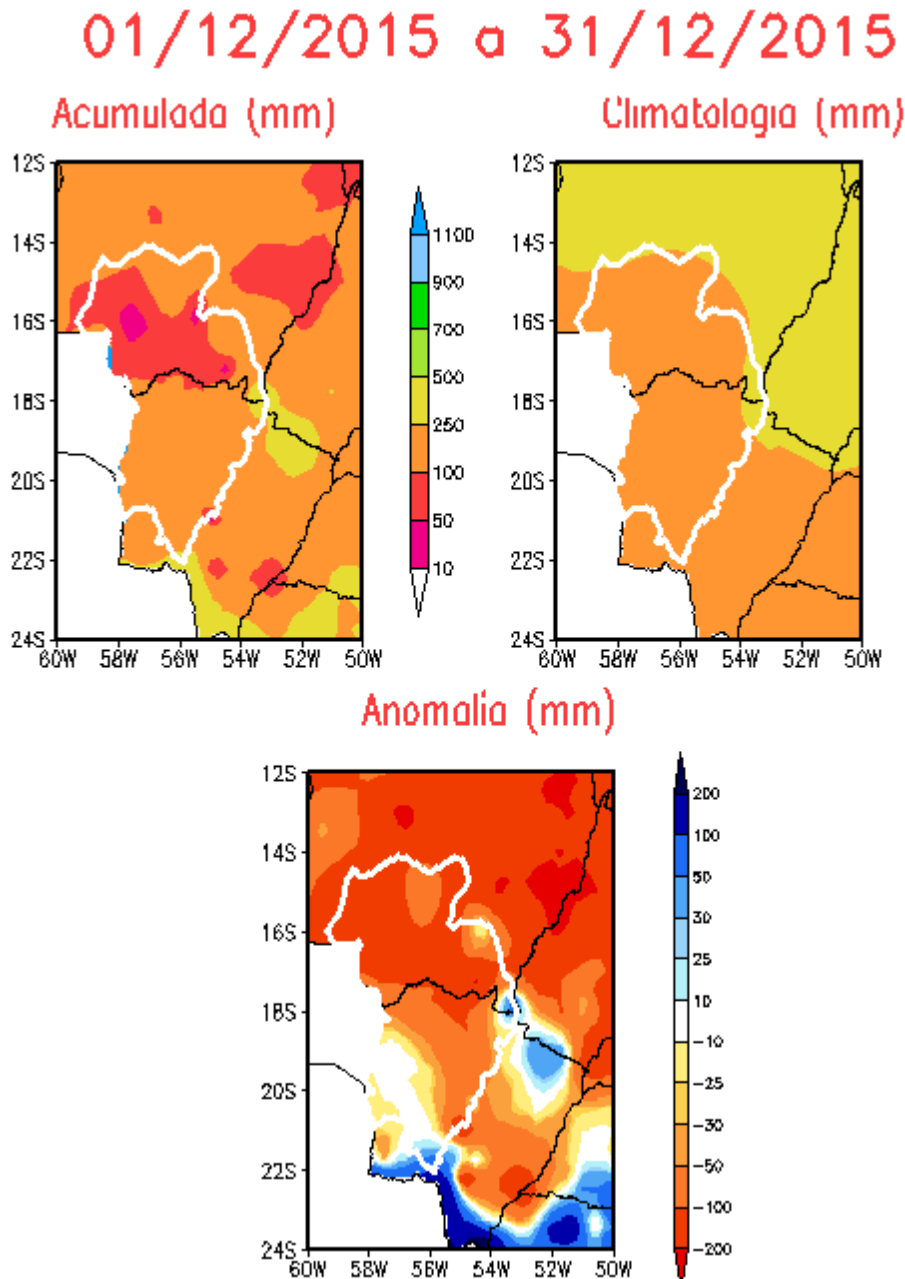 01/12/2015 a 31/12/2015
Acumulada (mm)
Climatologia (mm)
12S
14S
16S
18S
20S
22S
24S
60W 58W 56W 54W 52W 50W
1100
900
700
500
250
100
50
10
12S
14S
16S
18S
20S
22S
24S
60W 58W 56W 54W 52W 50W
Anomalia (mm)
12S
14S
16S
18S
20S
22S
24S
60W 58W 56W 54W 52W 50W
200
100
50
30
25
10
-10
-25
-30
-50
-100
-200